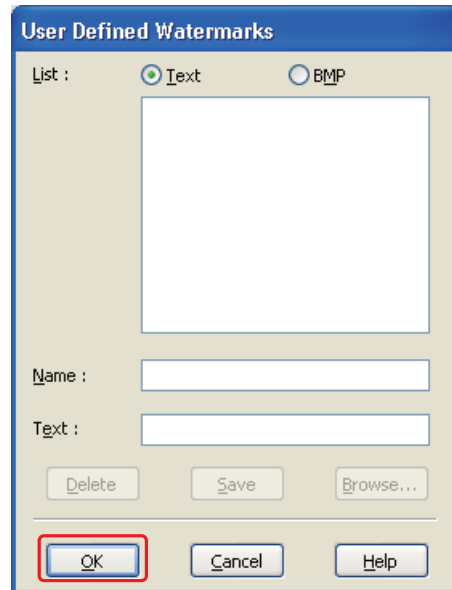 User Defined Watermarks
List : Text BMP
Name :
Text :
Delete Save Browse...
OK Cancel Help